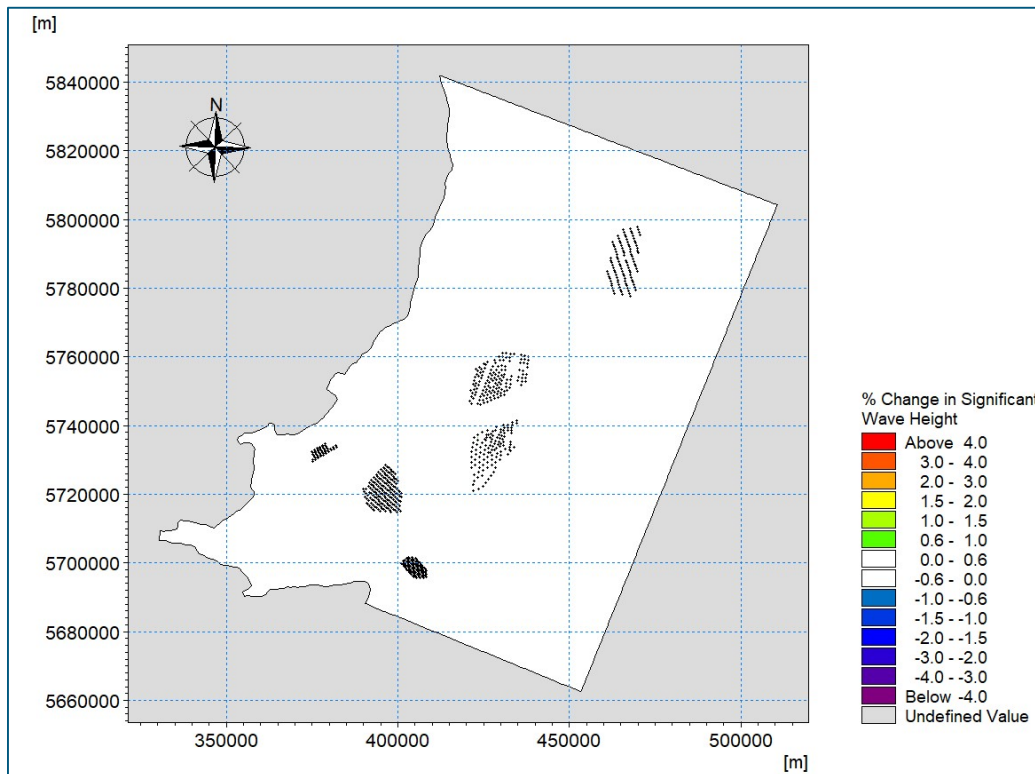 [m]
5840000
N
5820000
5800000
5780000
5760000
5740000
5720000
5700000
5680000
5660000
350000 400000 450000 500000
[m]
% Change in Significant
Wave Height
Above 4.0
3.0 - 4.0
2.0 - 3.0
1.5 - 2.0
1.0 - 1.5
0.6 - 1.0
0.0 - 0.6
-0.6 - 0.0
-1.0 - -0.6
-1.5 - -1.0
-2.0 - -1.5
-3.0 - -2.0
-4.0 - -3.0
Below -4.0
Undefined Value